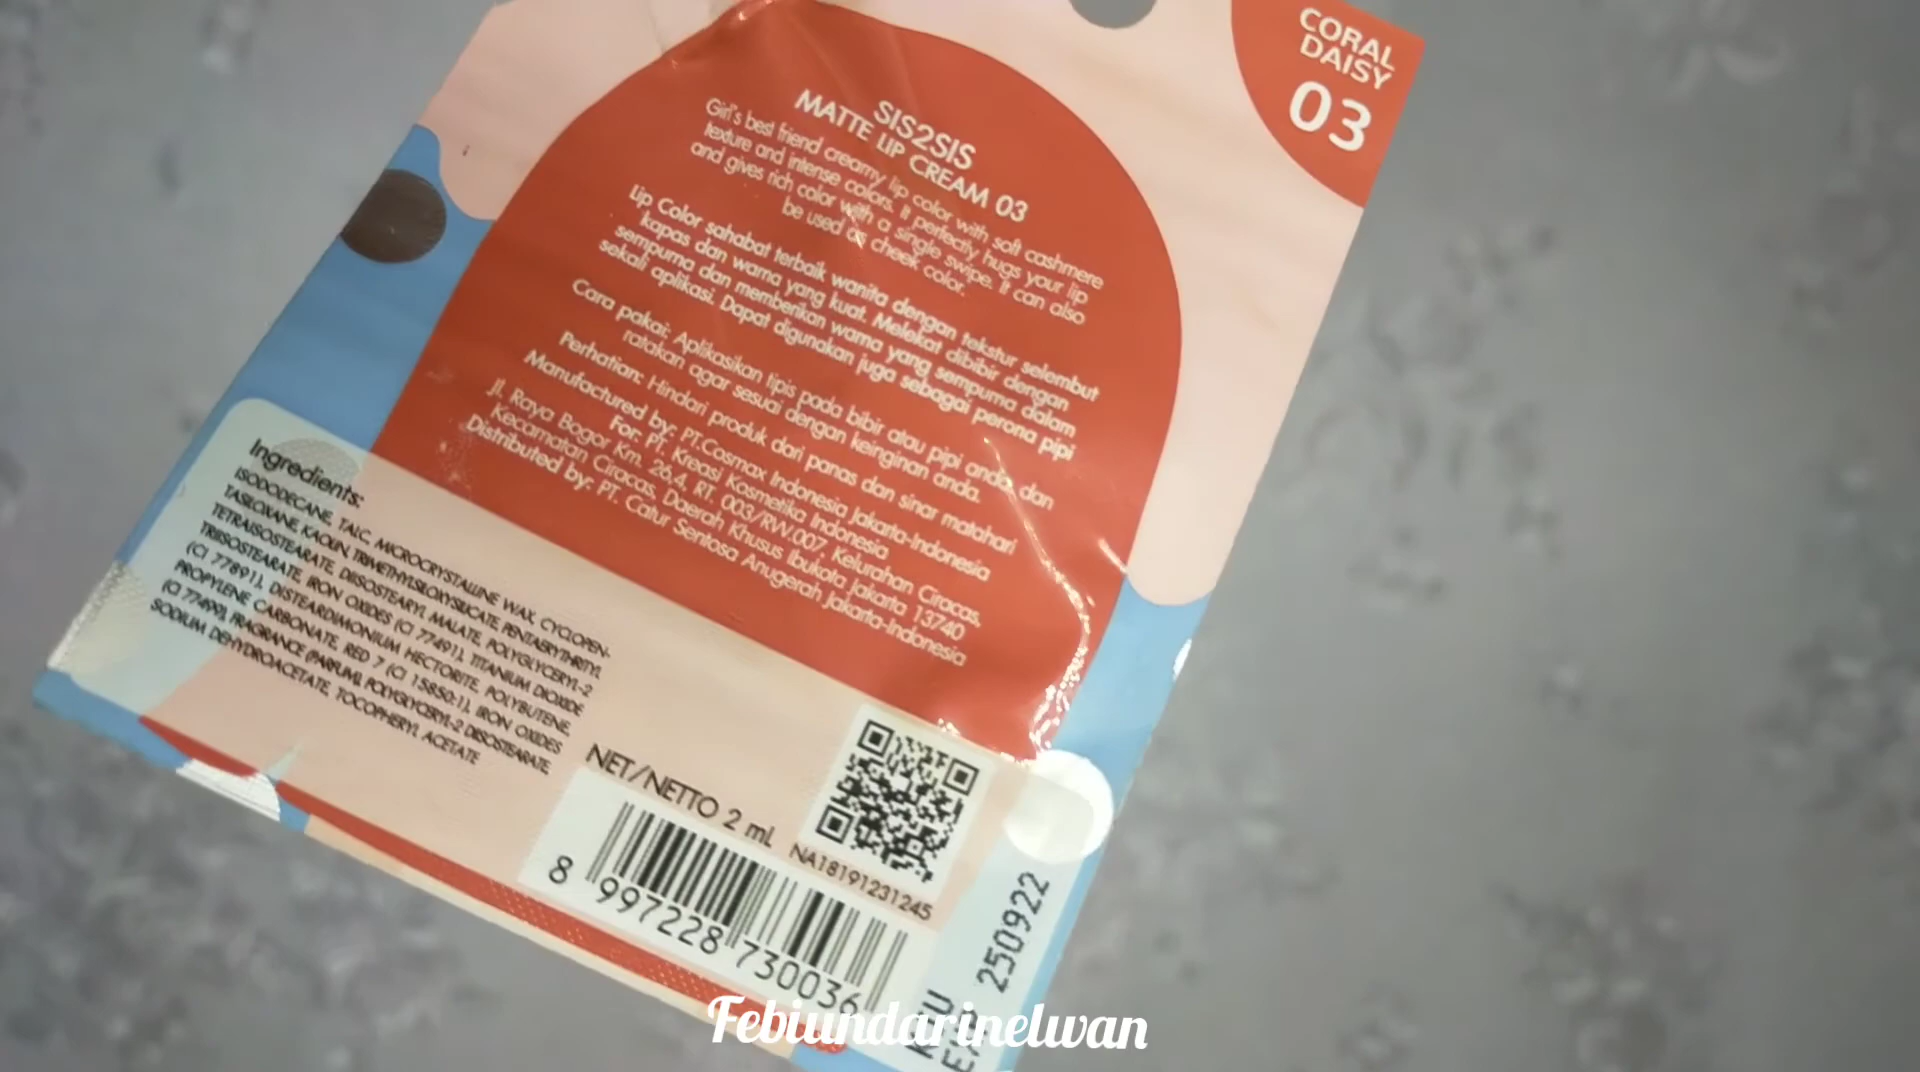 CORAL
DAISY
03
SIS2SIS
MATTE LIP CREAM 03
Girl's best friend creamy lip color with soft cashmere
texture and intense colors. It perfectly hugs your lip
and gives rich color with a single swipe. It can also
be used as cheek color.
Lip Color sahabat terbaik wanita dengan tekstur selembut
kapas dan warna yang kuat. Melekat dibibir dengan
sempurna dan memberikan warna yang sempurna dalam
sekali aplikasi. Dapat digunakan juga sebagai perona pipi
Cara pakai: Aplikasikan tipis pada bibir atau pipi anda, dan
ratakan agar sesuai dengan keinginan anda.
Perhatian: Hindari produk dari panas dan sinar matahari
Manufactured by: PT.Cosmax Indonesia Jakarta-Indonesia
For: PT. Kreasi Kosmetika Indonesia
Jl. Raya Bogor Km. 26,4, RT. 003/RW.007. Kelurahan Ciracas,
Kecamatan Ciracas, Daerah Khusus Ibukota Jakarta 13740
Distributed by: PT. Catur Sentosa Anugerah Jakarta-Indonesia
Ingredients:
ISODODECANE, TALC, MICROCRYSTALLINE WAX, CYCLOPEN-
TASILOXANE, KAOLIN, TRIMETHYLSILOXYSILICATE, PENTAERYTHRITYL
TETRAISOSTEARATE, DIISOSTEARYL MALATE, POLYGLYCERYL-2
TRIISOSTEARATE, IRON OXIDES (CI 77491), TITANIUM DIOXIDE
(CI 77891), DISTEARDIMONIUM HECTORITE, POLYBUTENE,
PROPYLENE CARBONATE, RED 7 (CI 15850:1), IRON OXIDES
(CI 77499), FRAGRANCE (PARFUM), POLYGLYCERYL-2 DIISOSTEARATE,
SODIUM DEHYDROACETATE, TOCOPHERYL ACETATE
NET/NETTO 2 ml
NA18191231245
8 997228 730036
250922
Febiundarinelwan